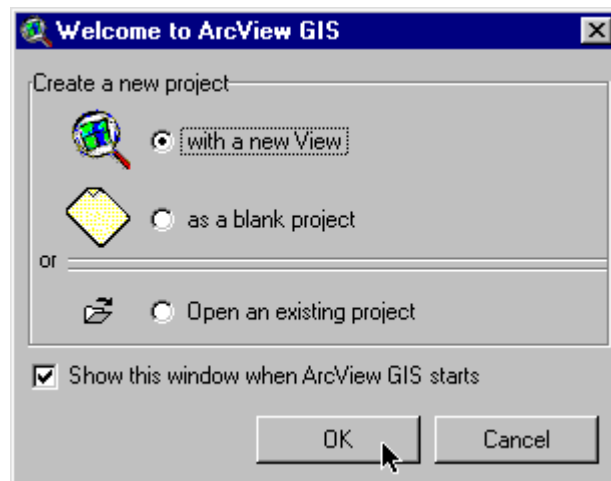 Welcome to ArcView GIS
Create a new project
with a new View
as a blank project
or
Open an existing project
Show this window when ArcView GIS starts
OK
Cancel